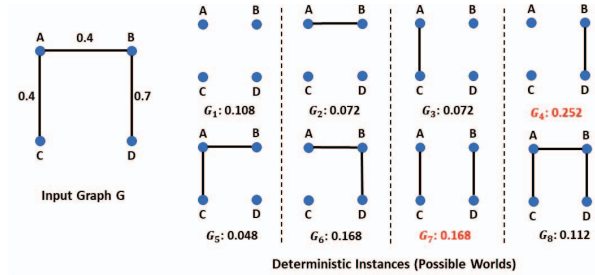 A 0.4 B
0.4 0.7
C D
Input Graph G
A B
C D
G₁: 0.108
A B
C D
G₂: 0.072
A B
C D
G₃: 0.072
A B
C D
G₄: 0.252
A B
C D
G₅: 0.048
A B
C D
G₆: 0.168
A B
C D
G₇: 0.168
A B
C D
G₈: 0.112
Deterministic Instances (Possible Worlds)